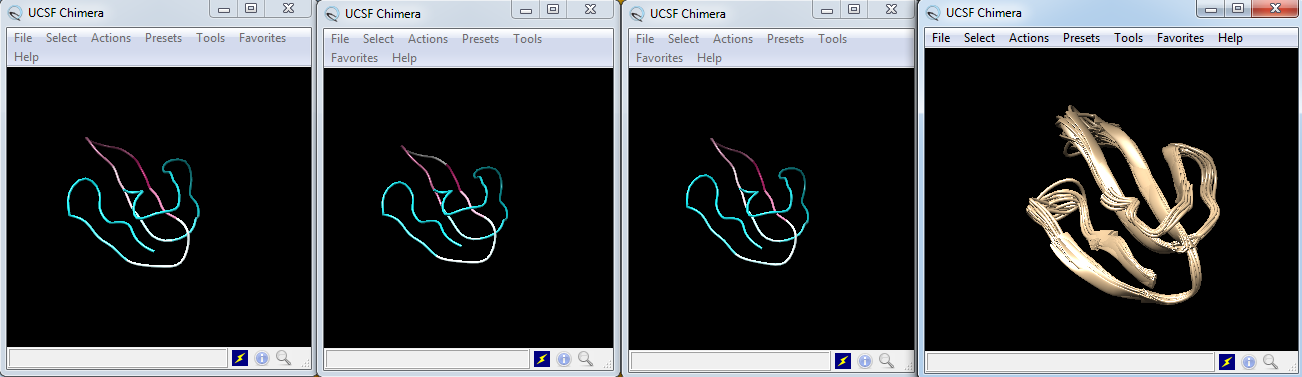 UCSF Chimera
File Select Actions Presets Tools Favorites
Help
UCSF Chimera
File Select Actions Presets Tools
Favorites Help
UCSF Chimera
File Select Actions Presets Tools
Favorites Help
UCSF Chimera
File Select Actions Presets Tools Favorites Help